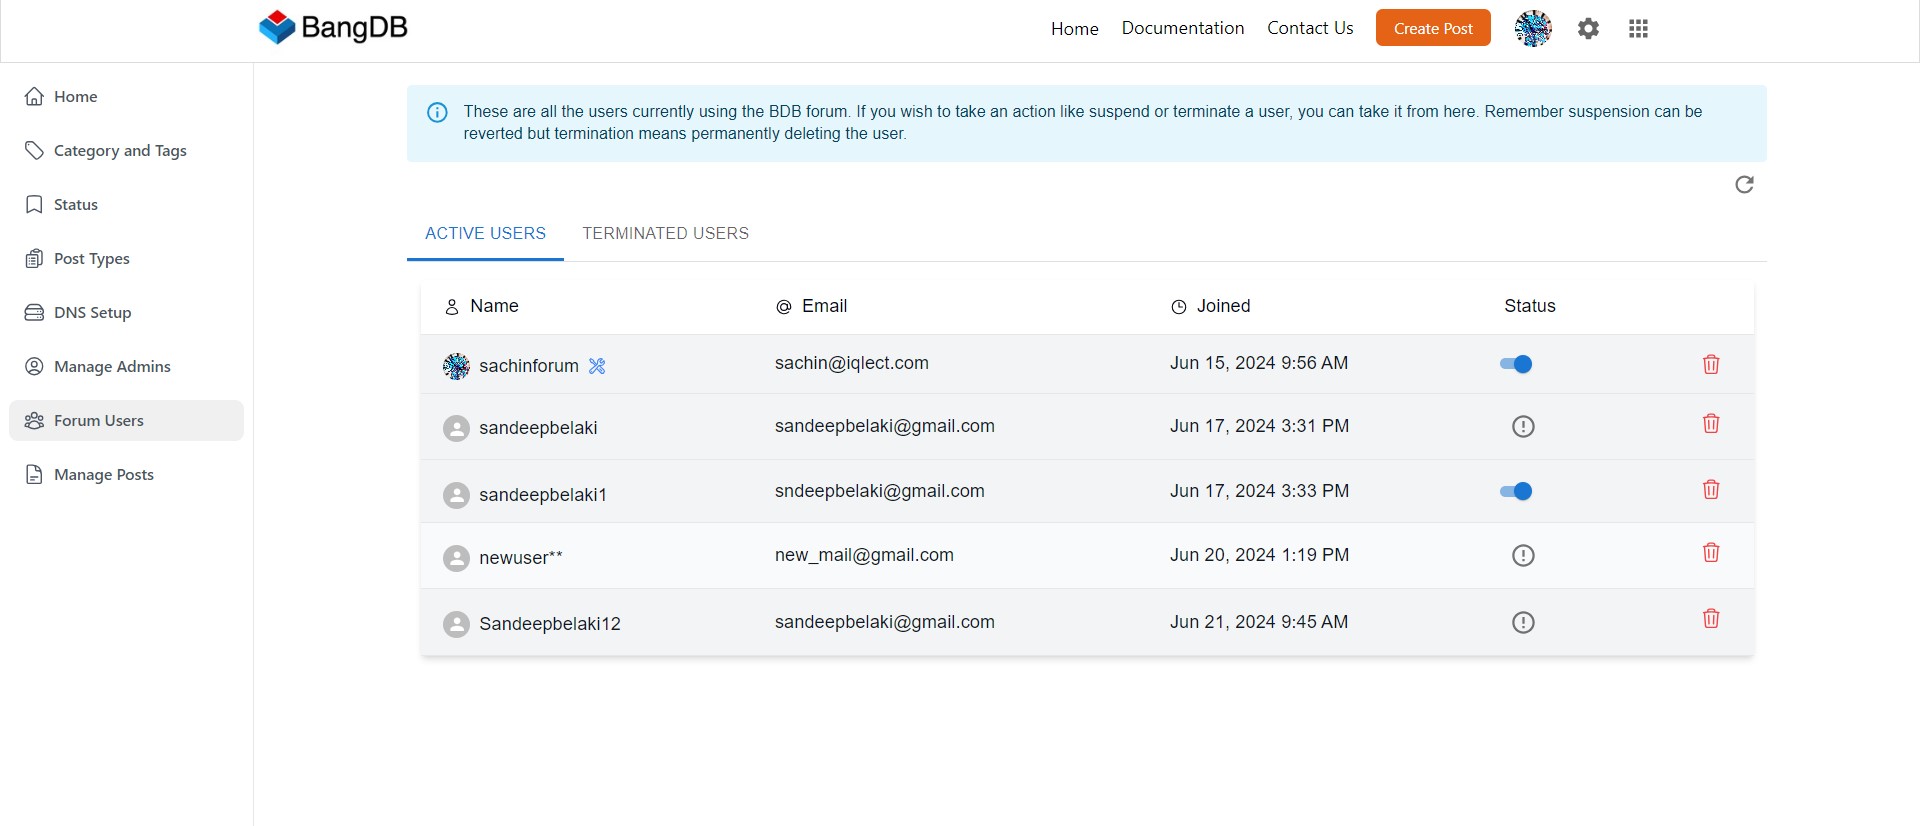 BangDB
Home Documentation Contact Us Create Post
Home
Category and Tags
Status
Post Types
DNS Setup
Manage Admins
Forum Users
Manage Posts
These are all the users currently using the BDB forum. If you wish to take an action like suspend or terminate a user, you can take it from here. Remember suspension can be
reverted but termination means permanently deleting the user.
ACTIVE USERS TERMINATED USERS
Name @ Email Joined Status
sachinforum sachin@iqlect.com Jun 15, 2024 9:56 AM
sandeepbelaki sandeepbelaki@gmail.com Jun 17, 2024 3:31 PM
sandeepbelaki1 sndeepbelaki@gmail.com Jun 17, 2024 3:33 PM
newuser** new_mail@gmail.com Jun 20, 2024 1:19 PM
Sandeepbelaki12 sandeepbelaki@gmail.com Jun 21, 2024 9:45 AM